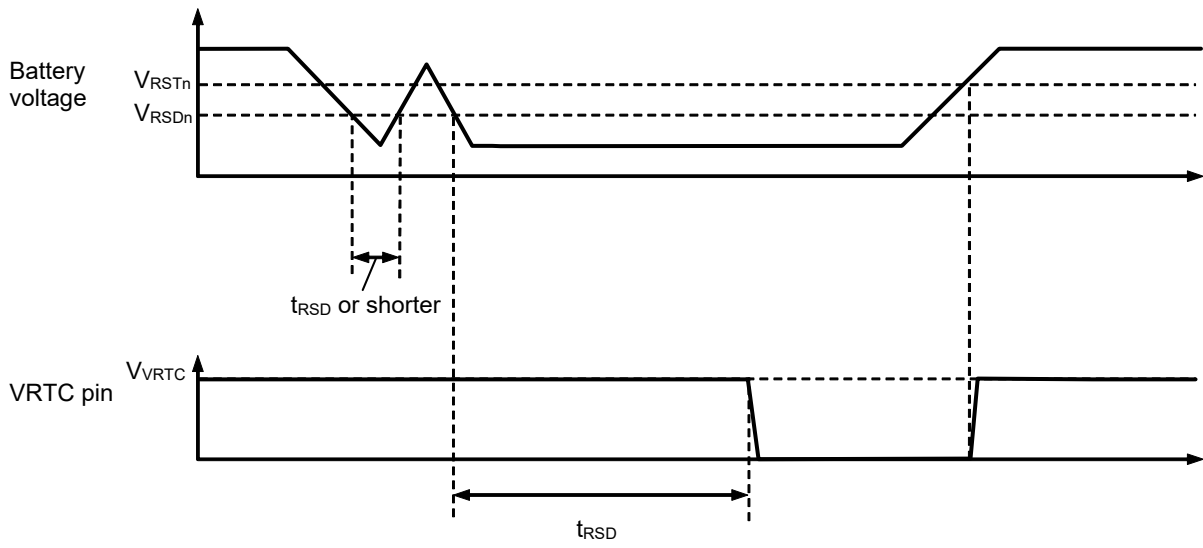 Battery
voltage
VRSTn
VRSDn
tRSD or shorter
VVRTC
VRTC pin
tRSD